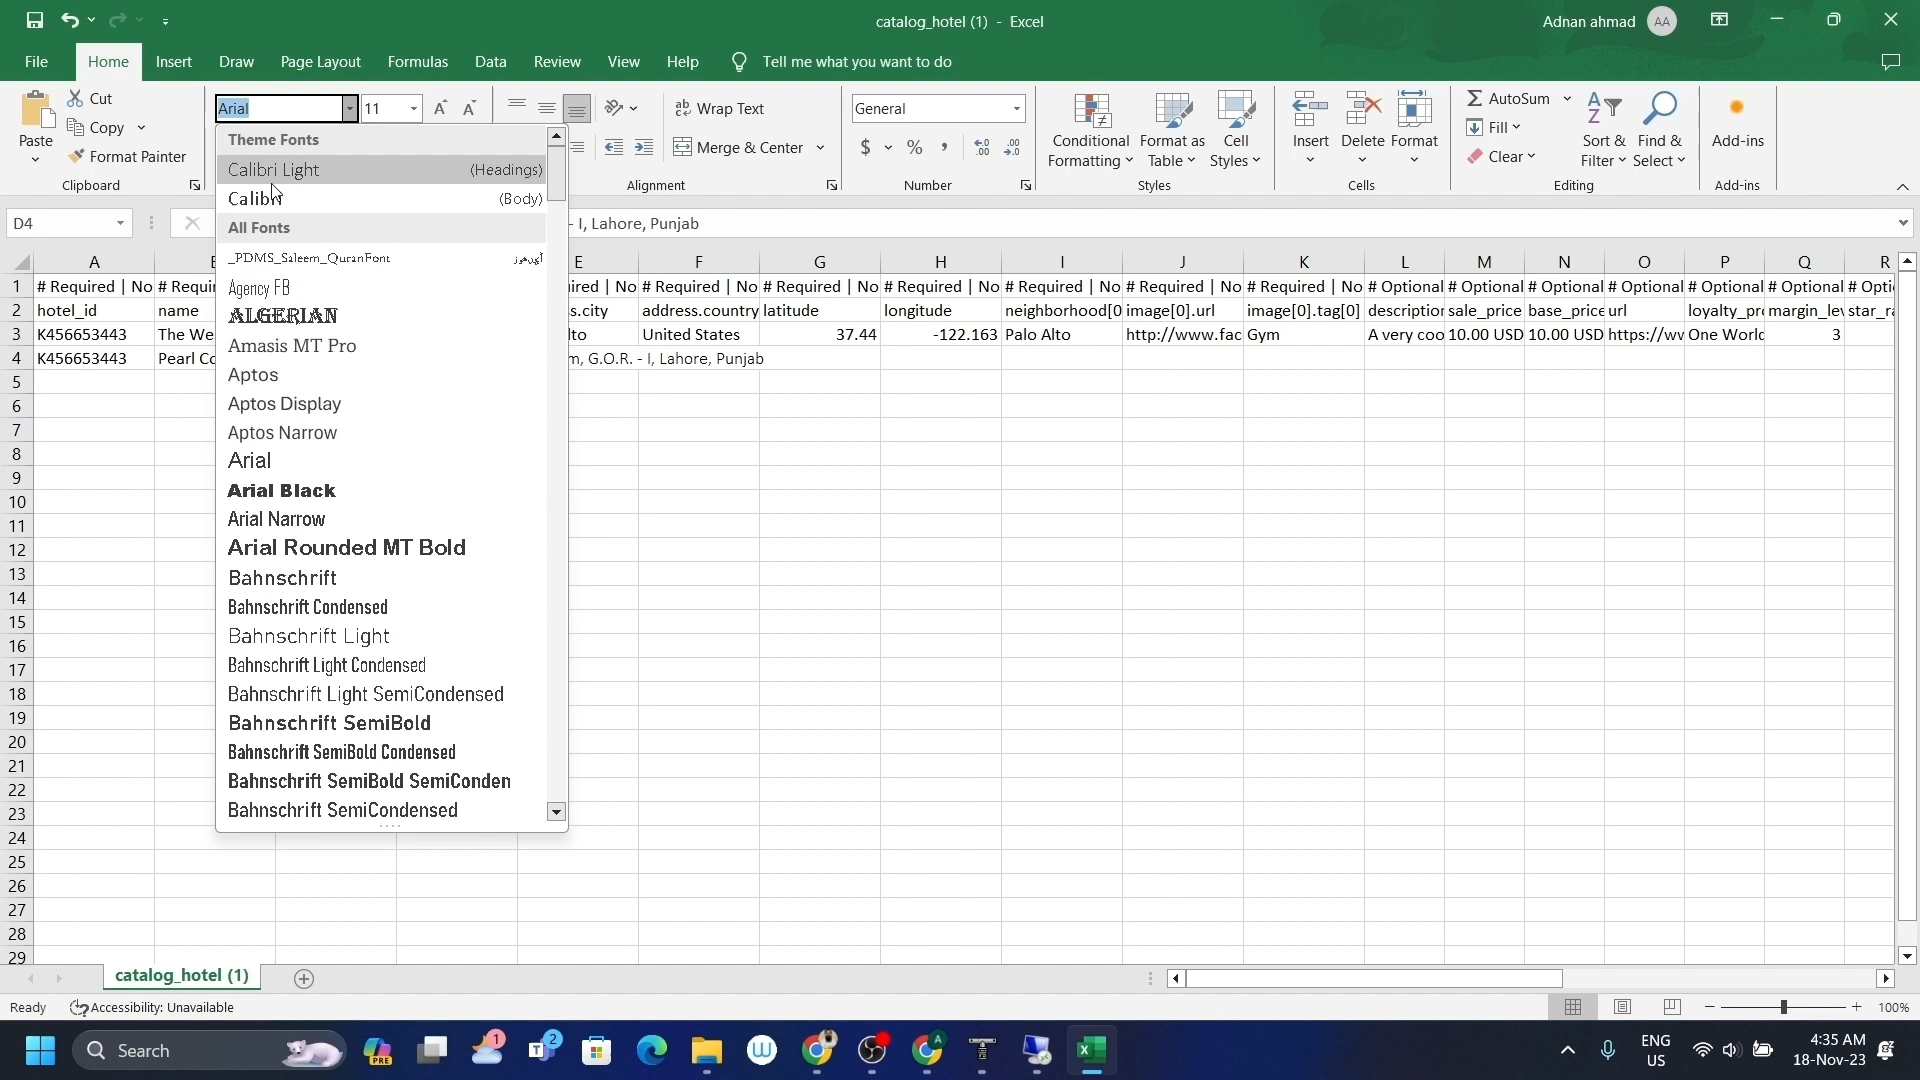 catalog_hotel (1) - Excel
Adnan ahmad
AA
File
Home
Insert
Draw
Page Layout
Formulas
Data
Review
View
Help
Tell me what you want to do
Paste
Cut
Copy
Format Painter
Clipboard
Arial
11
Wrap Text
Merge & Center
Alignment
General
$
%
Number
Conditional Formatting
Format as Table
Cell Styles
Styles
Insert
Delete
Format
Cells
AutoSum
Fill
Clear
Sort & Filter
Find & Select
Editing
Add-ins
Add-ins
D4
- I, Lahore, Punjab
Theme Fonts
Calibri Light (Headings)
Calibri (Body)
All Fonts
_PDMS_Saleem_QuranFont
Agency FB
ALGERIAN
Amasis MT Pro
Aptos
Aptos Display
Aptos Narrow
Arial
Arial Black
Arial Narrow
Arial Rounded MT Bold
Bahnschrift
Bahnschrift Condensed
Bahnschrift Light
Bahnschrift Light Condensed
Bahnschrift Light SemiCondensed
Bahnschrift SemiBold
Bahnschrift SemiBold Condensed
Bahnschrift SemiBold SemiConden
Bahnschrift SemiCondensed
A E F G H I J K L M N O P Q R
1 # Required | No # Requi ired | No # Required | No # Required | No # Required | No # Required | No # Required | No # Required | No # Optional # Optional # Optional # Optional # Optional # Optional # Opti
2 hotel_id name s.city address.country latitude longitude neighborhood[0 image[0].url image[0].tag[0] description sale_price base_price url loyalty_pro margin_lev star_ra
3 K456653443 The We lto United States 37.44 -122.163 Palo Alto http://www.fac Gym A very coo 10.00 USD 10.00 USD https://wv One World 3
4 K456653443 Pearl Co m, G.O.R. - I, Lahore, Punjab
5
6
7
8
9
10
11
12
13
14
15
16
17
18
19
20
21
22
23
24
25
26
27
28
29
catalog_hotel (1)
Ready
Accessibility: Unavailable
100%
Search
PRE
1
2
ENG
US
4:35 AM
18-Nov-23